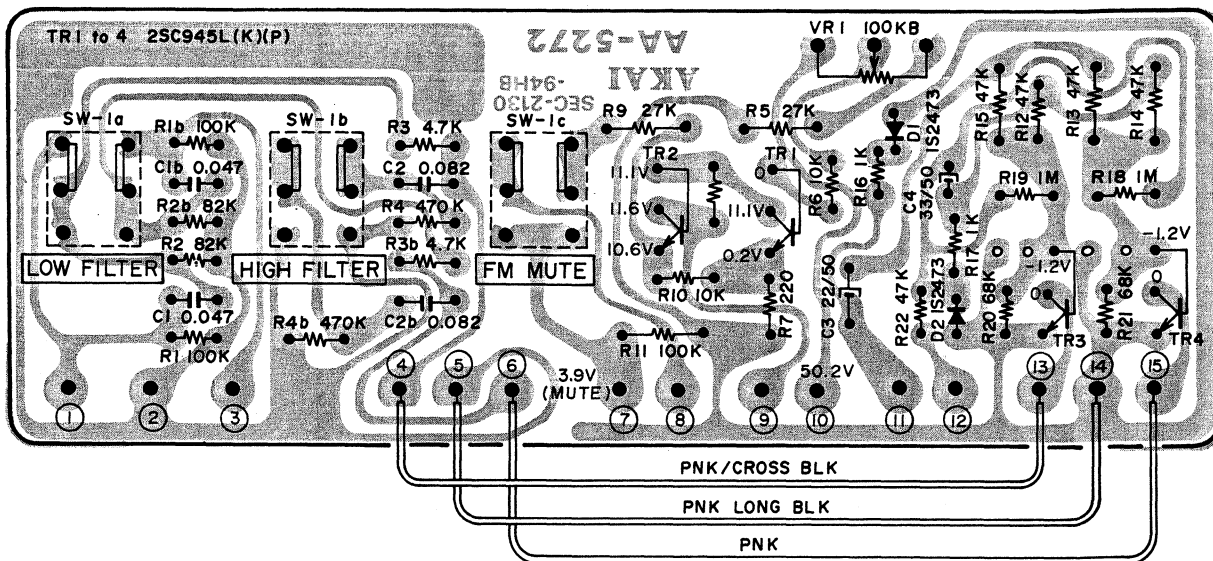 TR1 to 4 2SC945L(K)(P)
AA-5272
AKAI
SEC-2130
-94HB
VR1 100KB
SW-1a
R1b 100K
C1b 0.047
R2b 82K
R2 82K
C1 0.047
R1 100K
LOW FILTER
SW-1b
HIGH FILTER
R4b 470K
R3 4.7K
C2 0.082
R4 470K
R3b 4.7K
C2b 0.082
SW-1c
FM MUTE
R9 27K
R5 27K
TR2
11.1V
11.6V
10.6V
R10 10K
R11 100K
TR1
0
11.1V
0.2V
R7 220
R6 10K
R16 1K
D1 1S2473
C4 33/50
C3 22/50
R22 47K
R17 1K
D2 1S2473
R20 68K
R15 47K
R12 47K
R13 47K
R14 47K
R19 1M
R18 1M
-1.2V
0
TR3
R21 68K
-1.2V
0
TR4
3.9V
(MUTE)
50.2V
1 2 3 4 5 6 7 8 9 10 11 12 13 14 15
PNK/CROSS BLK
PNK LONG BLK
PNK